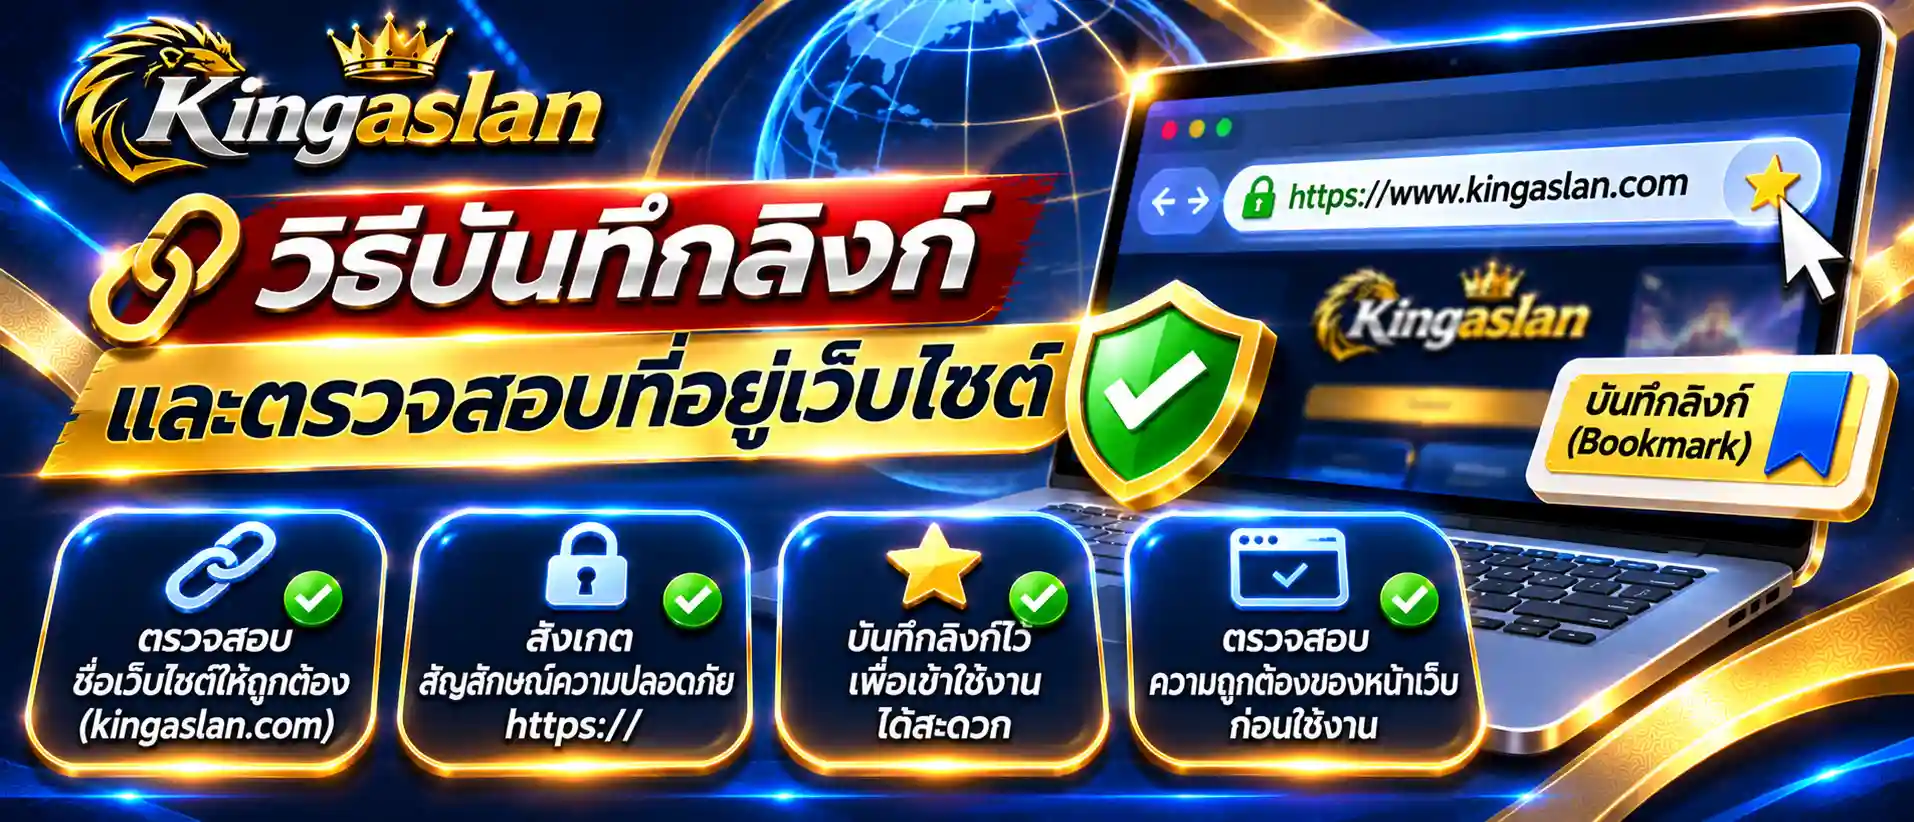 Kingaslan
วิธีบันทึกลิงก์
และตรวจสอบที่อยู่เว็บไซต์
https://www.kingaslan.com
Kingaslan
บันทึกลิงก์
(Bookmark)
ตรวจสอบ
ชื่อเว็บไซต์ให้ถูกต้อง
(kingaslan.com)
สังเกต
สัญลักษณ์ความปลอดภัย
https://
บันทึกลิงก์ไว้
เพื่อเข้าใช้งาน
ได้สะดวก
ตรวจสอบ
ความถูกต้องของหน้าเว็บ
ก่อนใช้งาน